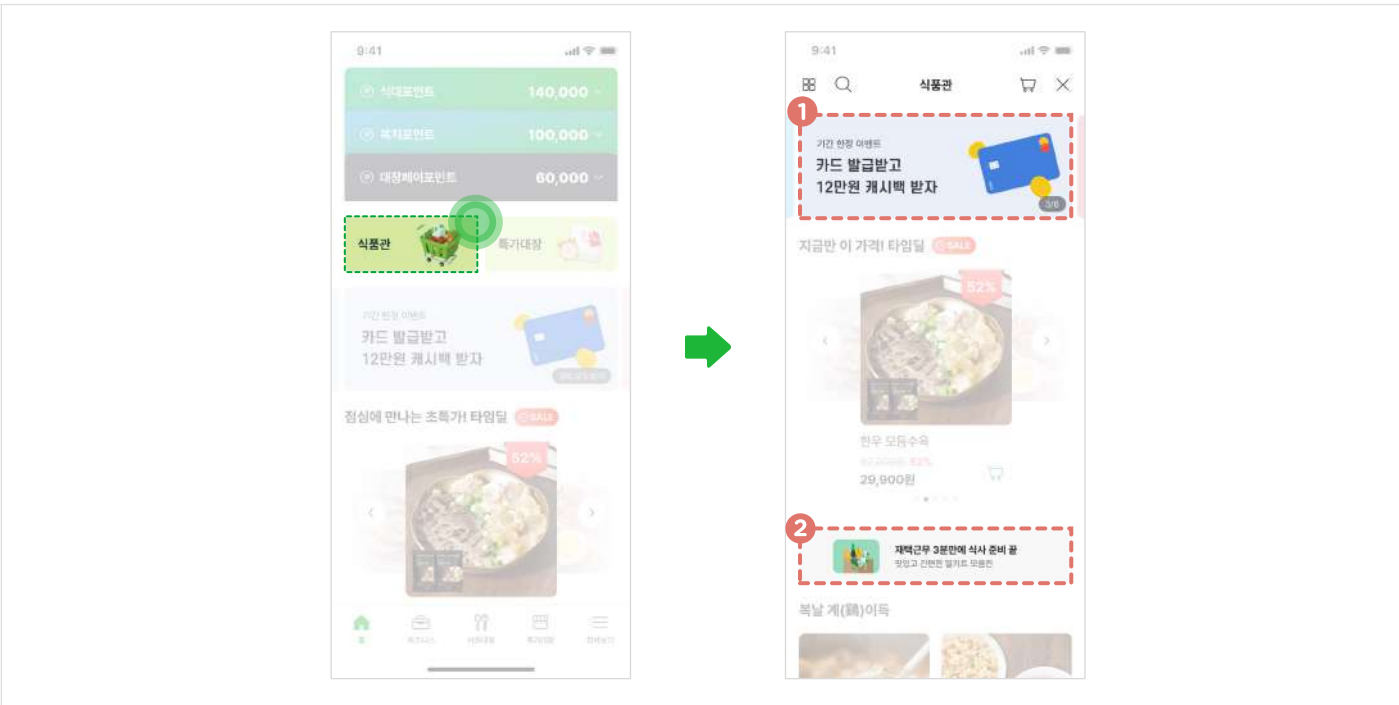 9:41
식대포인트 140,000
복지포인트 100,000
대장페이포인트 60,000
식품관
특가대장
기간 한정 이벤트
카드 발급받고
12만원 캐시백 받자
점심에 만나는 초특가! 타임딜 SALE
52%
홈
9:41
식품관
1
기간 한정 이벤트
카드 발급받고
12만원 캐시백 받자
3/6
지금만 이 가격! 타임딜 SALE
52%
한우 모듬수육
52%
29,900원
2
재택근무 3분만에 식사 준비 끝
맛있고 간편한 밀키트 모음전
복날 계(鷄)이득